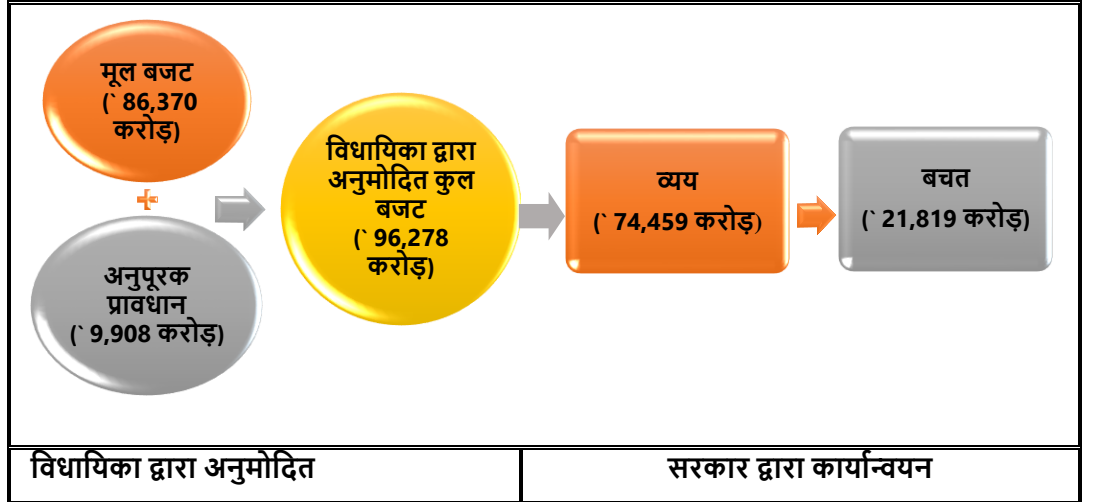 मूल बजट
(` 86,370
करोड़)
+
अनुपूरक
प्रावधान
(` 9,908 करोड़)
विधायिका द्वारा
अनुमोदित कुल
बजट
(` 96,278
करोड़)
व्यय
(` 74,459 करोड़)
बचत
(` 21,819 करोड़)
विधायिका द्वारा अनुमोदित
सरकार द्वारा कार्यान्वयन